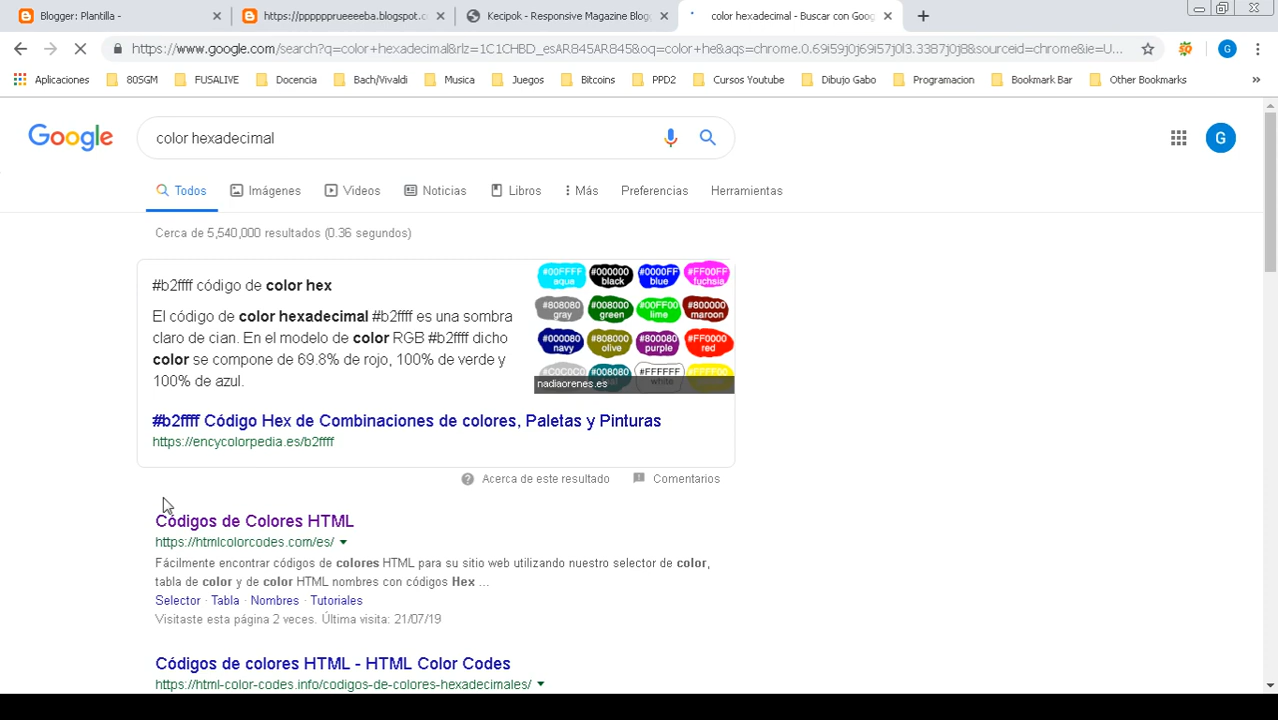 Blogger: Plantilla -
https://ppppppprueeeeba.blogspot.c
Kecipok - Responsive Magazine Blogg
color hexadecimal - Buscar con Goog
https://www.google.com/search?q=color+hexadecimal&rlz=1C1CHBD_esAR845AR845&oq=color+he&aqs=chrome.0.69i59j0j69i57j0l3.3387j0j8&sourceid=chrome&ie=U...
G
Aplicaciones
80SGM
FUSALIVE
Docencia
Bach/Vivaldi
Musica
Juegos
Bitcoins
PPD2
Cursos Youtube
Dibujo Gabo
Programacion
Bookmark Bar
Other Bookmarks
»
Google
color hexadecimal
G
Todos
Imágenes
Videos
Noticias
Libros
Más
Preferencias
Herramientas
Cerca de 5,540,000 resultados (0.36 segundos)
#b2ffff código de color hex
El código de color hexadecimal #b2ffff es una sombra
claro de cian. En el modelo de color RGB #b2ffff dicho
color se compone de 69.8% de rojo, 100% de verde y
100% de azul.
#00FFFF
aqua
#000000
black
#0000FF
blue
#FF00FF
fuchsia
#808080
gray
#008000
green
#00FF00
lime
#800000
maroon
#000080
navy
#808000
olive
#800080
purple
#FF0000
red
#C0C0C0
#008080
#FFFFFF
white
#FFFF00
nadiaorenes.es
#b2ffff Código Hex de Combinaciones de colores, Paletas y Pinturas
https://encycolorpedia.es/b2ffff
Acerca de este resultado
Comentarios
Códigos de Colores HTML
https://htmlcolorcodes.com/es/
Fácilmente encontrar códigos de colores HTML para su sitio web utilizando nuestro selector de color,
tabla de color y de color HTML nombres con códigos Hex ...
Selector · Tabla · Nombres · Tutoriales
Visitaste esta página 2 veces. Última visita: 21/07/19
Códigos de colores HTML - HTML Color Codes
https://html-color-codes.info/codigos-de-colores-hexadecimales/